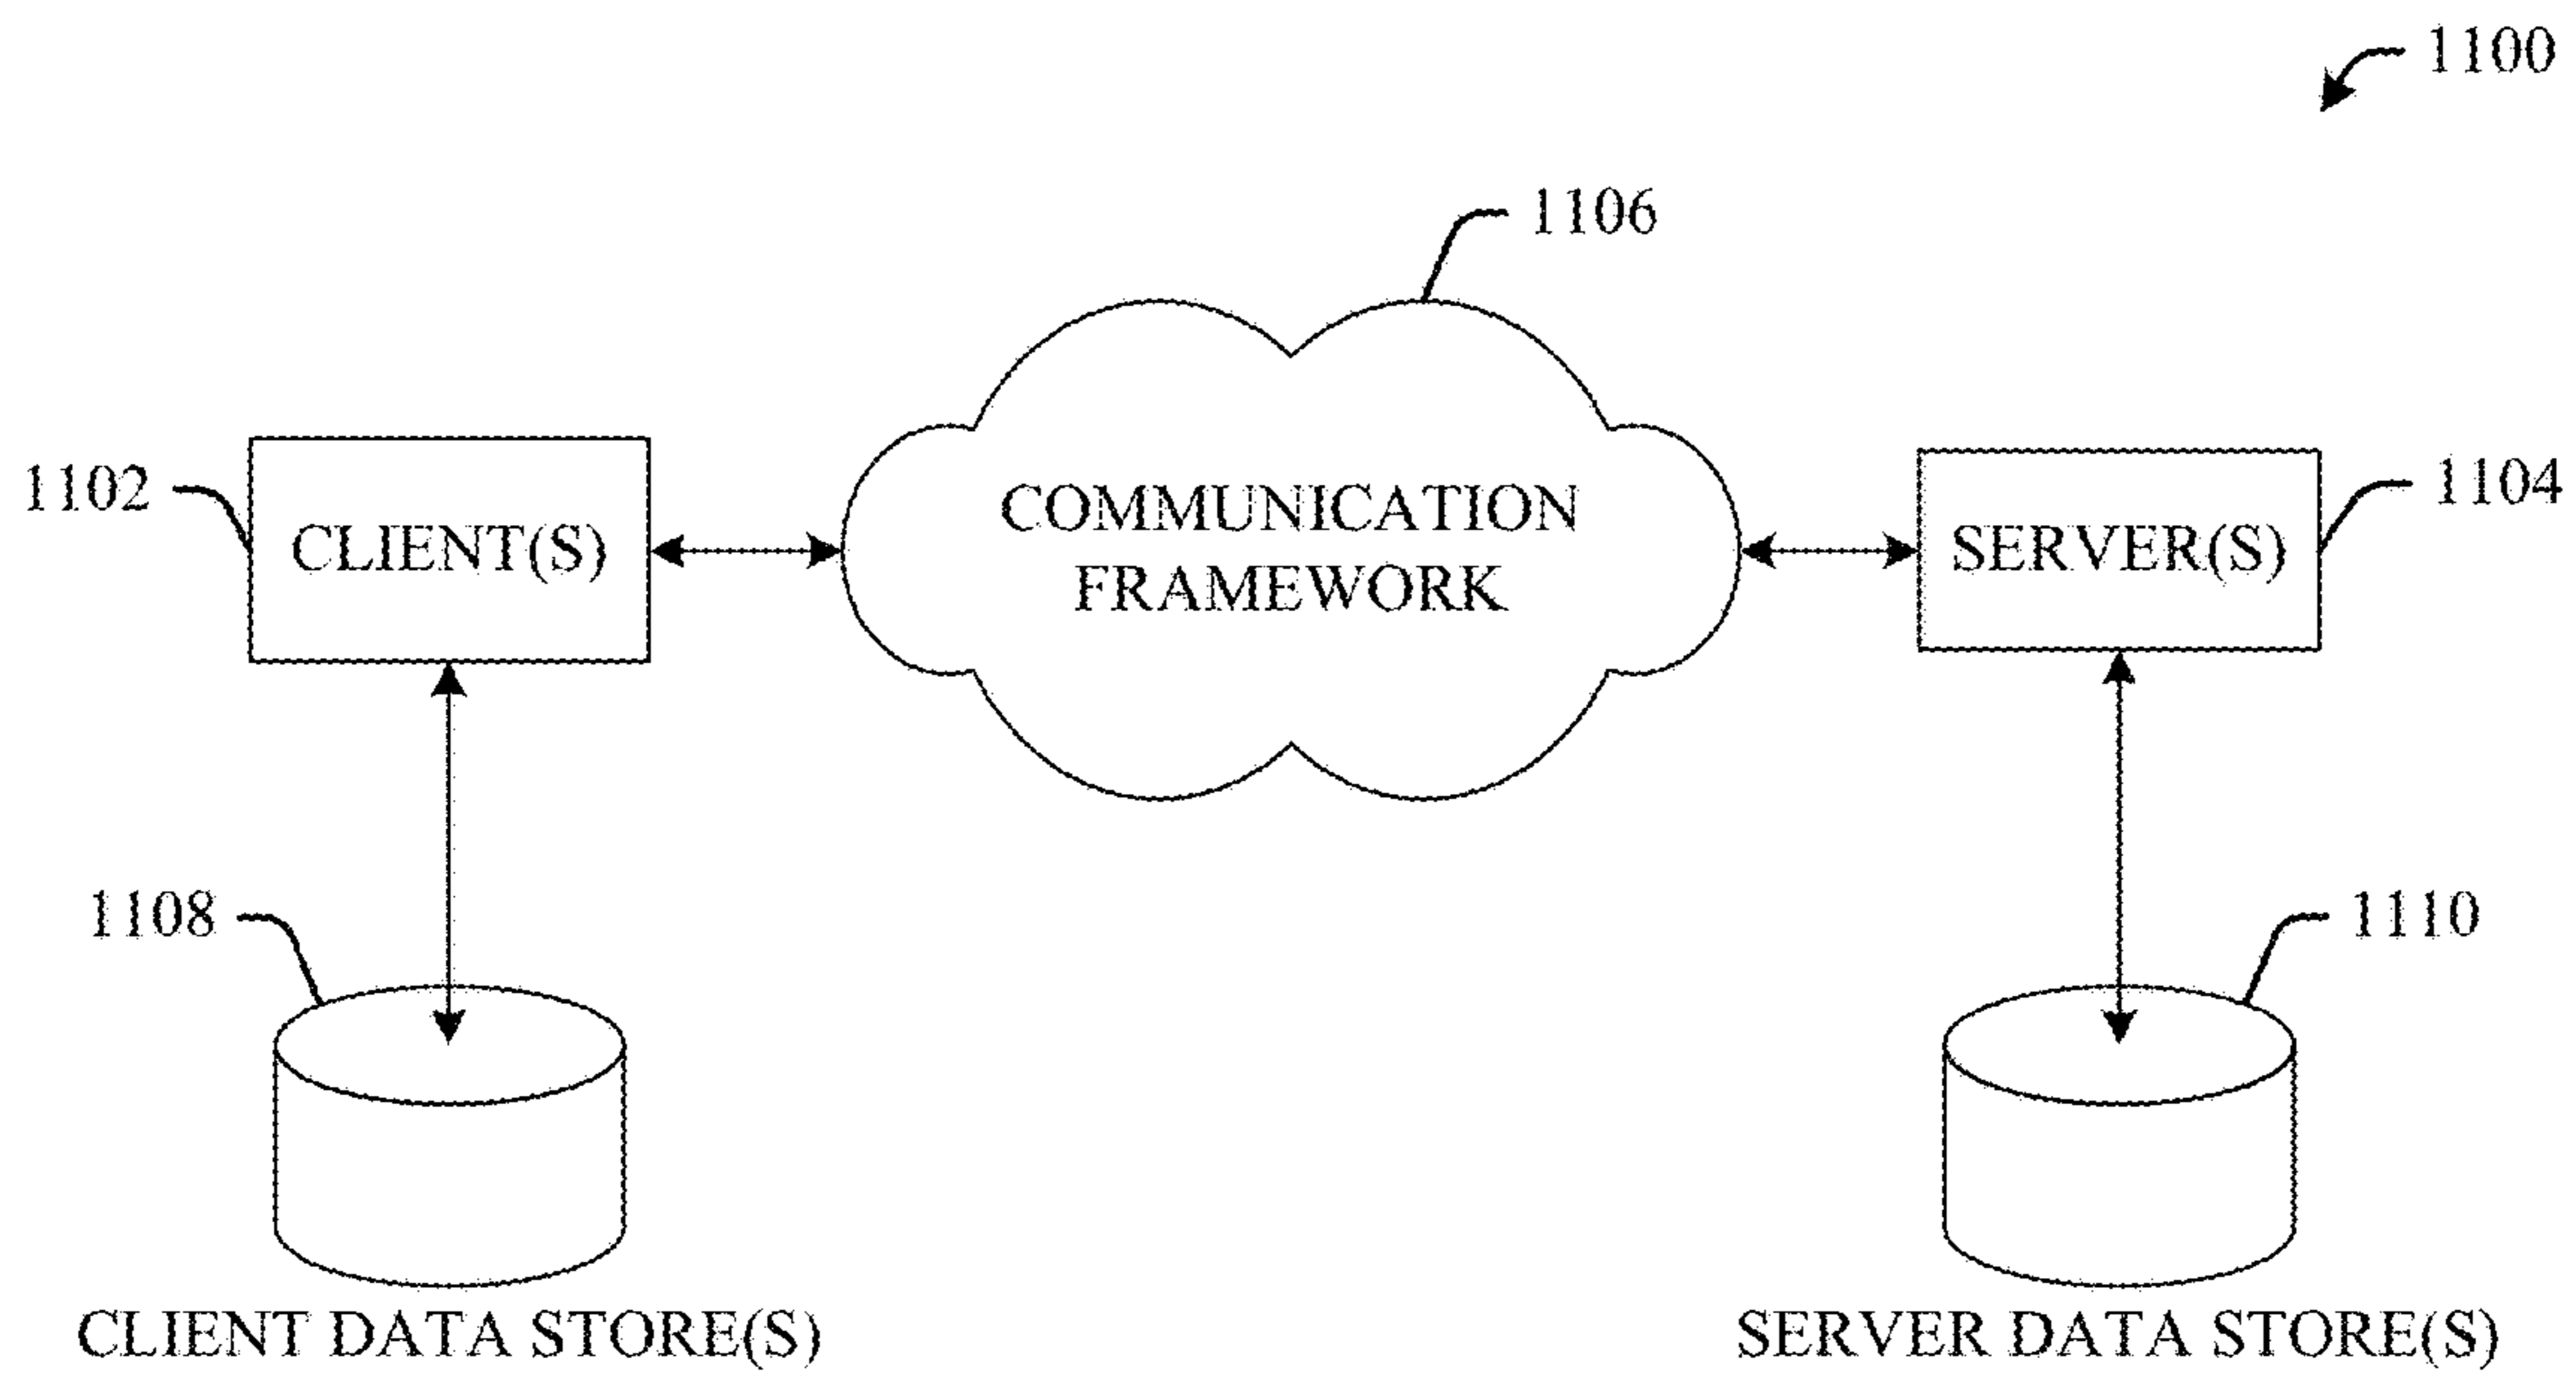 1100
1106
1102
CLIENT(S)
COMMUNICATION
FRAMEWORK
SERVER(S)
1104
1108
1110
CLIENT DATA STORE(S)
SERVER DATA STORE(S)